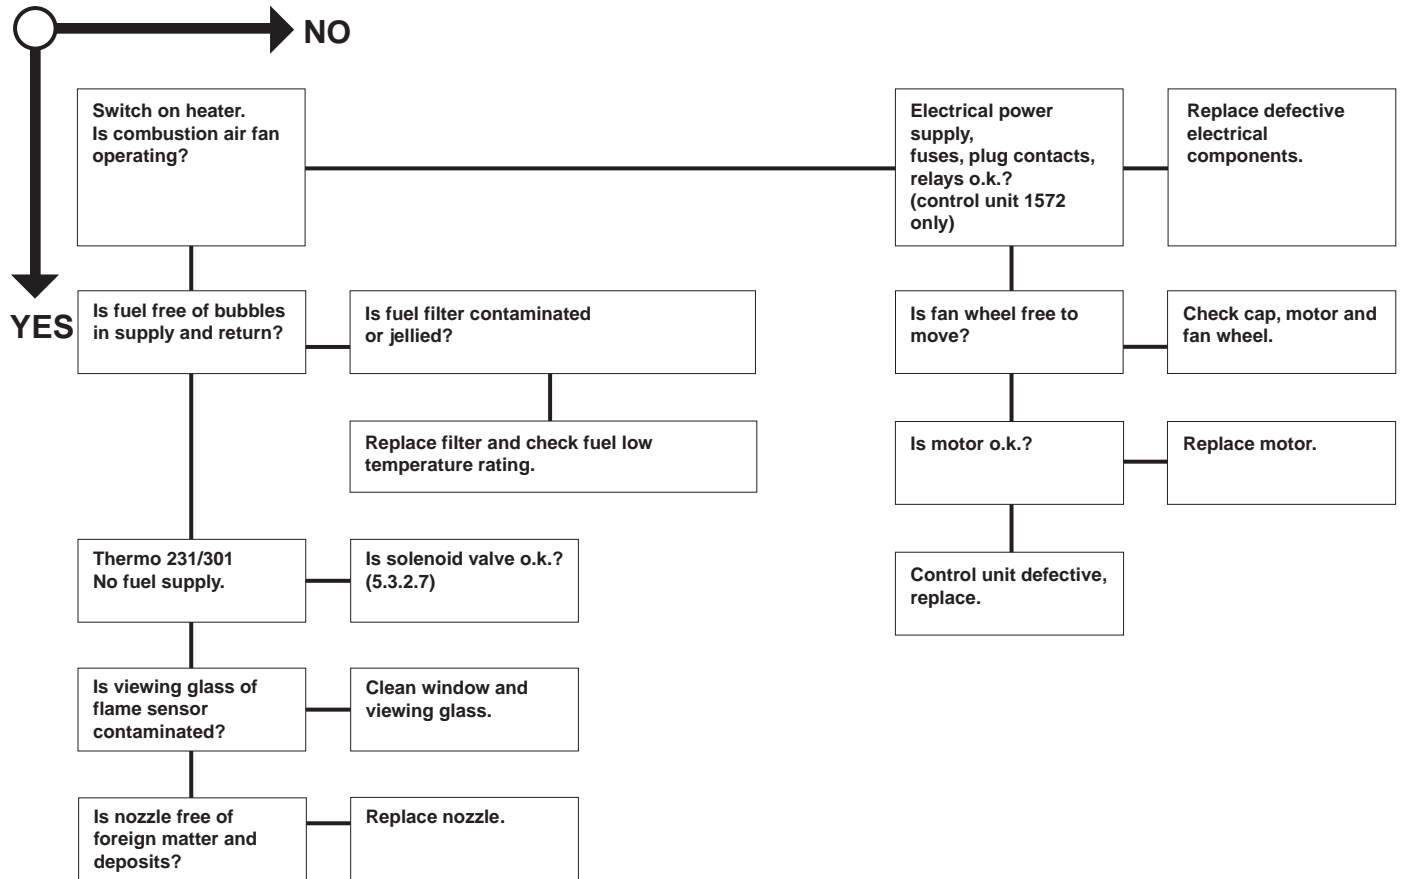 NO
YES
Switch on heater.
Is combustion air fan
operating?
Electrical power
supply,
fuses, plug contacts,
relays o.k.?
(control unit 1572
only)
Replace defective
electrical
components.
Is fuel free of bubbles
in supply and return?
Is fuel filter contaminated
or jellied?
Is fan wheel free to
move?
Check cap, motor and
fan wheel.
Replace filter and check fuel low
temperature rating.
Is motor o.k.?
Replace motor.
Thermo 231/301
No fuel supply.
Is solenoid valve o.k.?
(5.3.2.7)
Control unit defective,
replace.
Is viewing glass of
flame sensor
contaminated?
Clean window and
viewing glass.
Is nozzle free of
foreign matter and
deposits?
Replace nozzle.